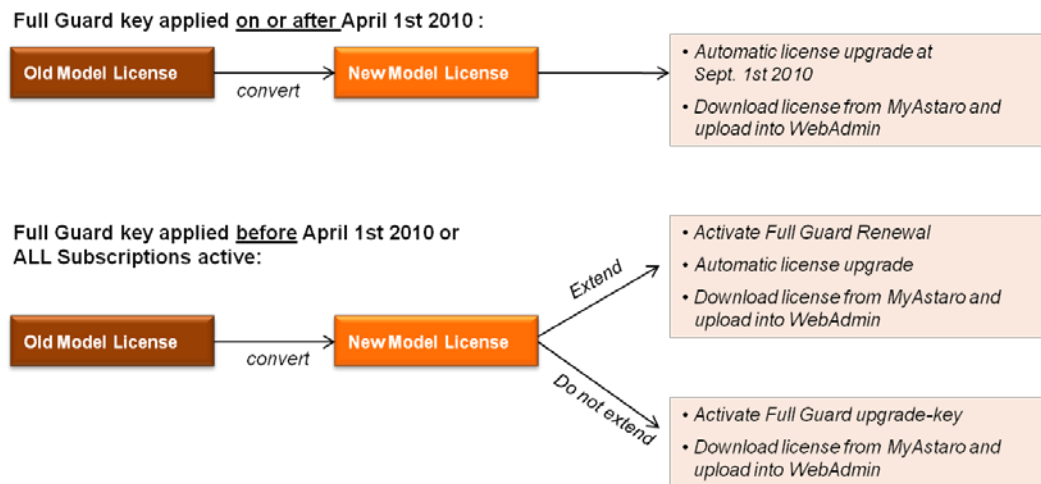 Full Guard key applied on or after April 1st 2010 :
Old Model License
convert
New Model License
• Automatic license upgrade at
Sept. 1st 2010
• Download license from MyAstaro and
upload into WebAdmin
Full Guard key applied before April 1st 2010 or
ALL Subscriptions active:
Old Model License
convert
New Model License
Extend
• Activate Full Guard Renewal
• Automatic license upgrade
• Download license from MyAstaro and
upload into WebAdmin
Do not extend
• Activate Full Guard upgrade-key
• Download license from MyAstaro and
upload into WebAdmin